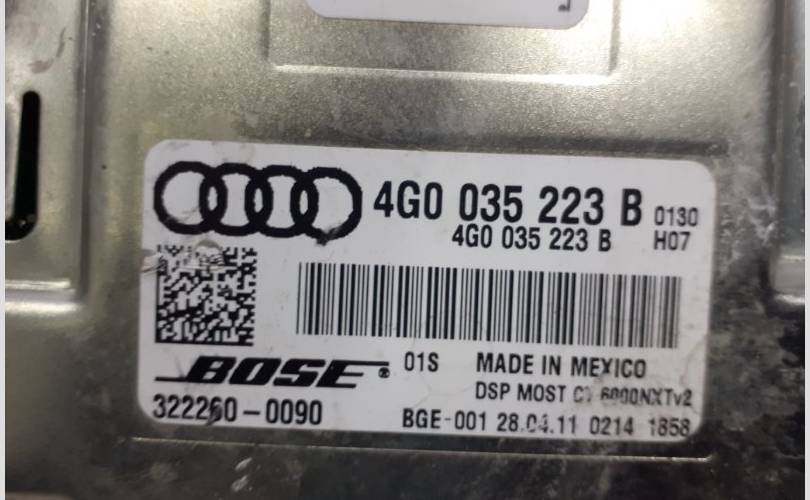 4G0 035 223 B 0130
4G0 035 223 B H07
BOSE 01S MADE IN MEXICO
DSP MOST 6000NXTv2
322260-0090 BGE-001 28.04.11 0214 1858